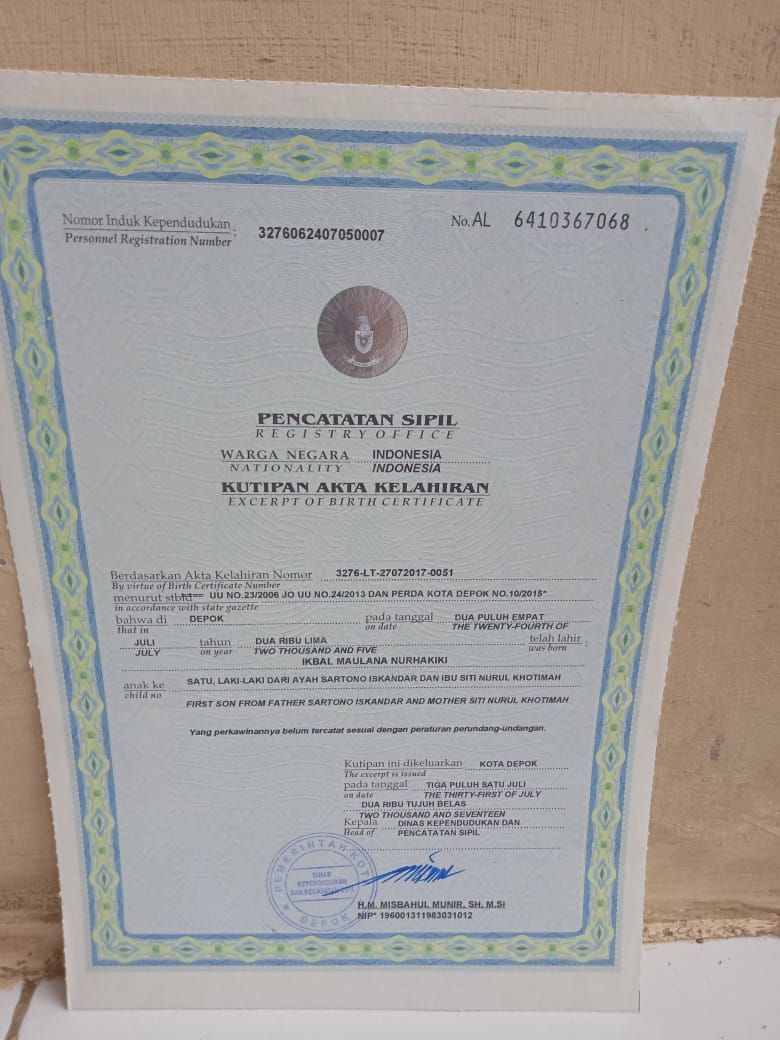 Nomor Induk Kependudukan : 3276062407050007
Personnel Registration Number
No. AL 6410367068 .
PENCATATAN SIPIL
REGISTRY OFFICE
WARGA NEGARA INDONESIA
NATIONALITY INDONESIA
KUTIPAN AKTA KELAHIRAN
EXCERPT OF BIRTH CERTIFICATE
Berdasarkan Akta Kelahiran Nomor 3276-LT-27072017-0051
By virtue of Birth Certificate Number
menurut stbld UU NO.23/2006 JO UU NO.24/2013 DAN PERDA KOTA DEPOK NO.10/2015*
in accordance with state gazette
bahwa di DEPOK pada tanggal DUA PULUH EMPAT
that in on date THE TWENTY-FOURTH OF
JULI tahun DUA RIBU LIMA telah lahir :
JULY on year TWO THOUSAND AND FIVE was born
IKBAL MAULANA NURHAKIKI
anak ke SATU, LAKI-LAKI DARI AYAH SARTONO ISKANDAR DAN IBU SITI NURUL KHOTIMAH
child no
FIRST SON FROM FATHER SARTONO ISKANDAR AND MOTHER SITI NURUL KHOTIMAH
Yang perkawinannya belum tercatat sesuai dengan peraturan perundang-undangan.
Kutipan ini dikeluarkan KOTA DEPOK
The excerpt is issued
pada tanggal TIGA PULUH SATU JULI
on date THE THIRTY-FIRST OF JULY
DUA RIBU TUJUH BELAS
TWO THOUSAND AND SEVENTEEN
Kepala DINAS KEPENDUDUKAN DAN
Head of PENCATATAN SIPIL
PEMERINTAH KOTA
DINAS
KEPENDUDUKAN
DAN PECATATAN SIPIL
DEPOK
H.M. MISBAHUL MUNIR, SH, M.Si
NIP* 196001311983031012